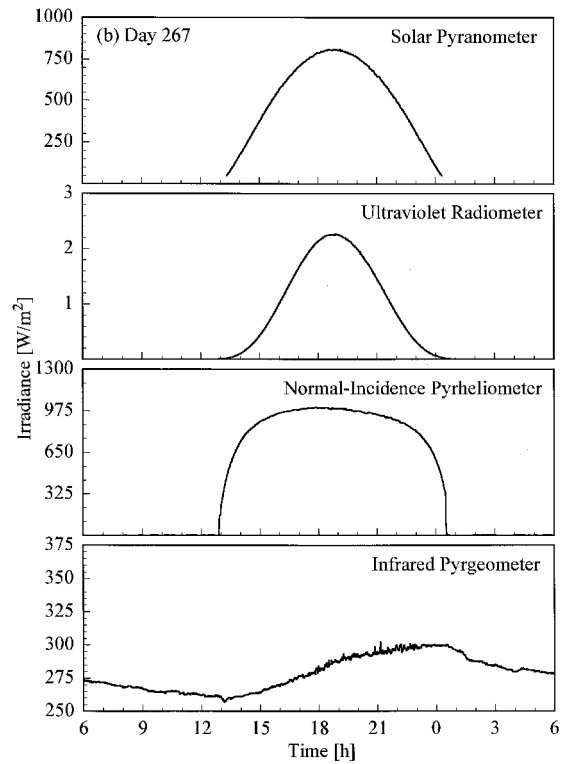 1000
(b) Day 267
Solar Pyranometer
750
500
250
3
Ultraviolet Radiometer
2
1
Irradiance [W/m²]
1300
Normal-Incidence Pyrheliometer
975
650
325
375
Infrared Pyrgeometer
350
325
300
275
250
6 9 12 15 18 21 0 3 6
Time [h]